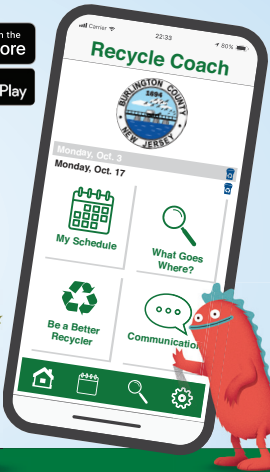 n the
ore
Play
Carrier
22:33
80%
Recycle Coach
BURLINGTON COUNTY
1694
NEW JERSEY
Monday, Oct. 3
Monday, Oct. 17
My Schedule
What Goes
Where?
Be a Better
Recycler
Communication